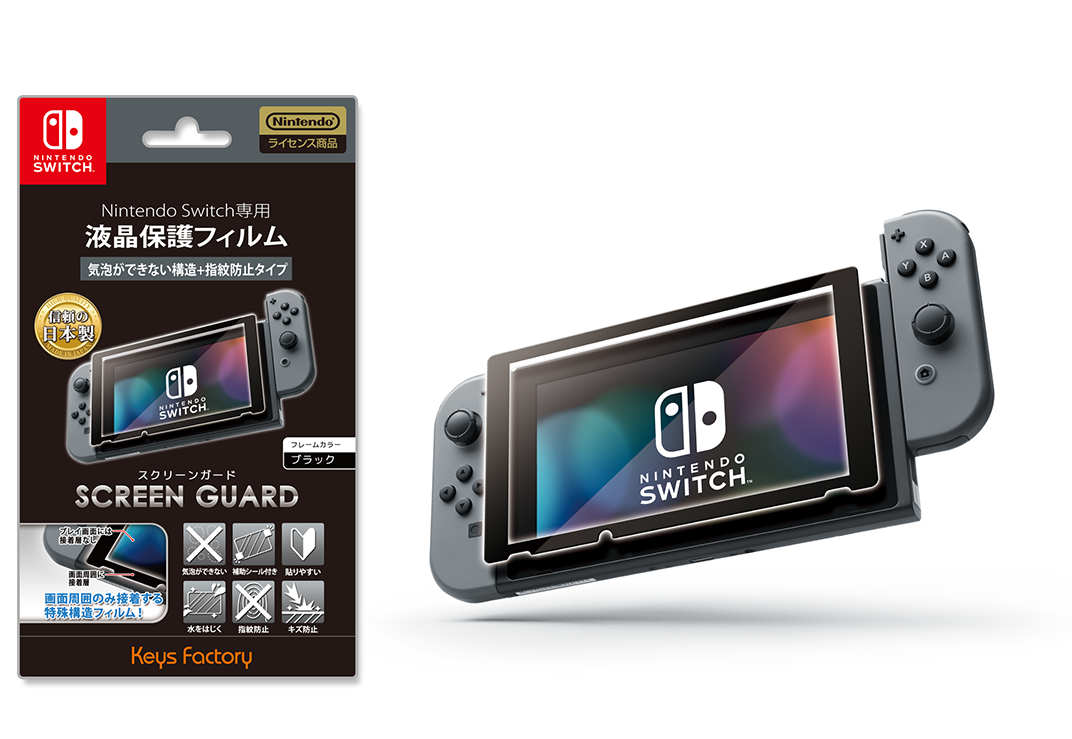 NINTENDO
SWITCH.
Nintendo
ライセンス商品
Nintendo Switch専用
液晶保護フィルム
気泡ができない構造+指紋防止タイプ
信頼の
日本製
NINTENDO
SWITCH.
フレームカラー
ブラック
スクリーンガード
SCREEN GUARD
プレイ画面には
接着層なし
画面周囲に
接着層
画面周囲のみ接着する
特殊構造フィルム!
気泡ができない
補助シール付き
貼りやすい
水をはじく
指紋防止
キズ防止
Keys Factory
X
Y
A
B
NINTENDO
SWITCH™